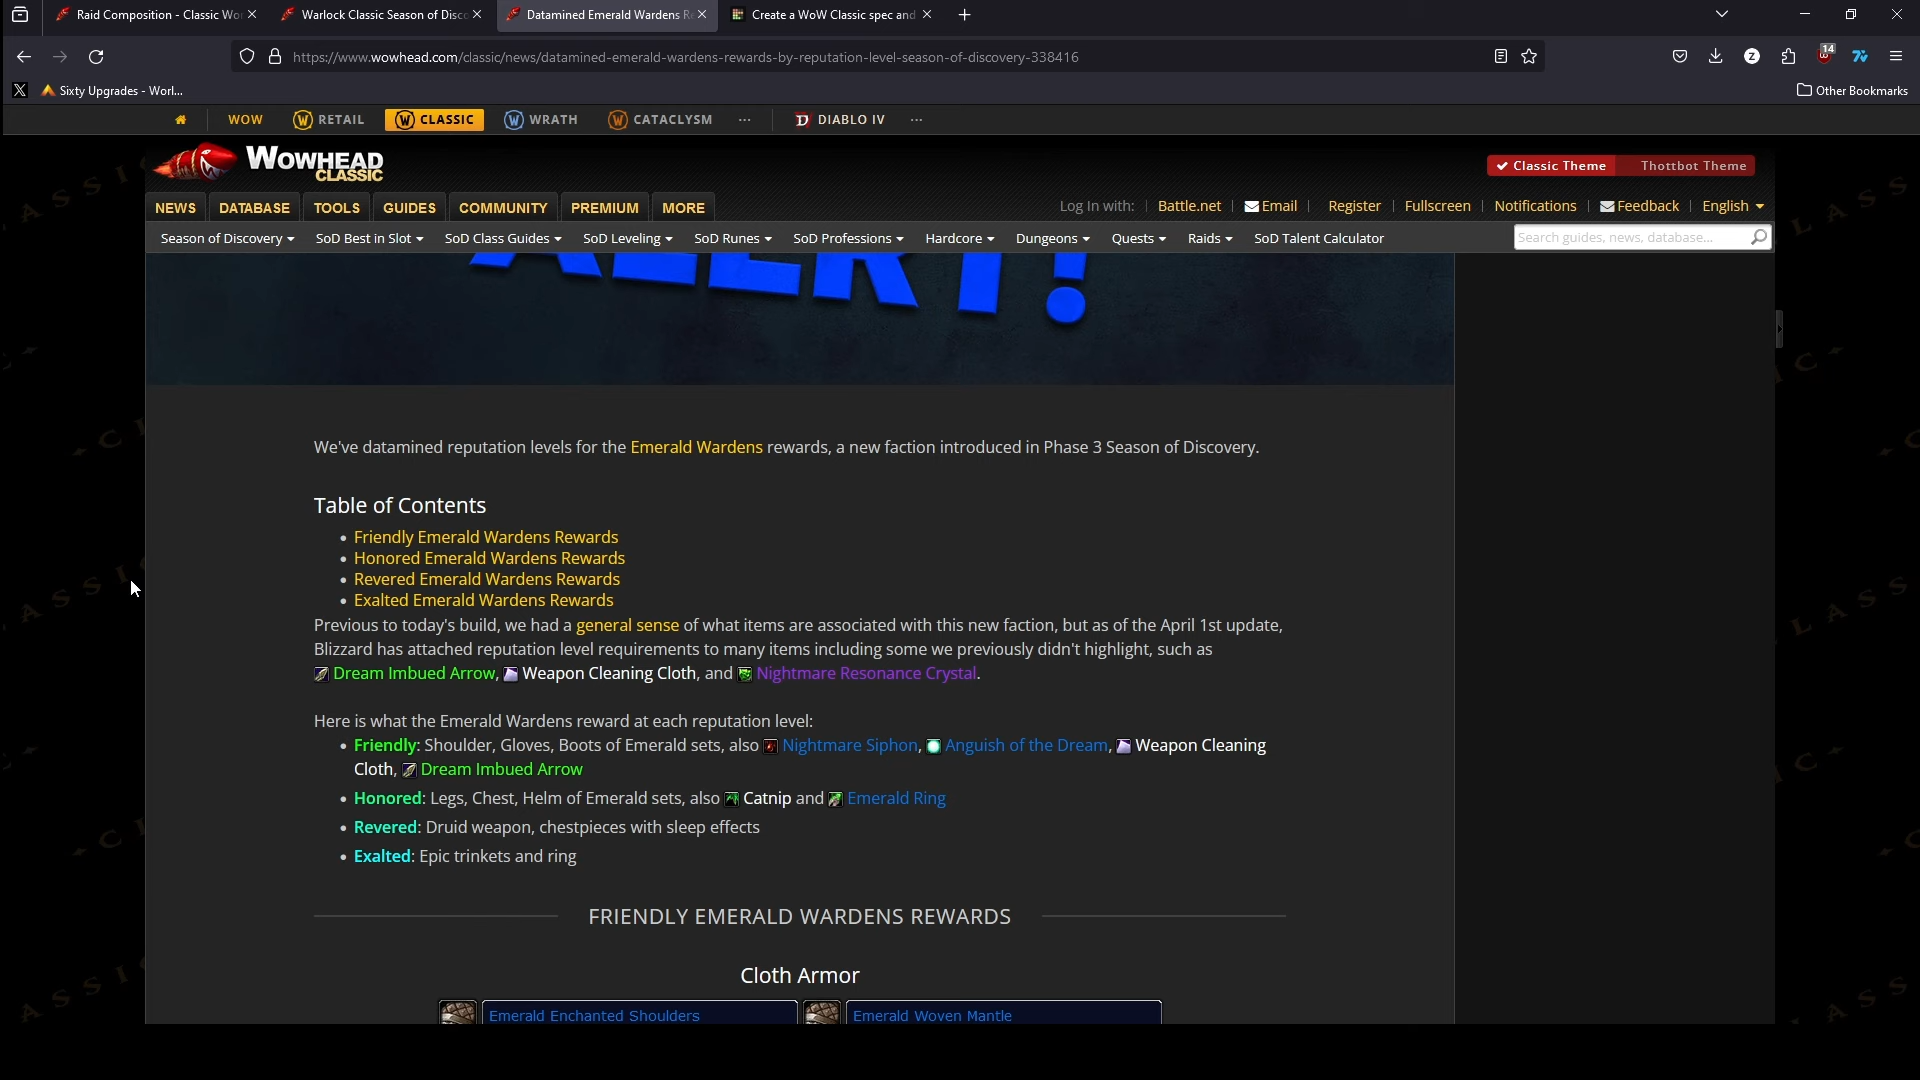 Raid Composition - Classic Wo
Warlock Classic Season of Disco
Datamined Emerald Wardens R
Create a WoW Classic spec and
https://www.wowhead.com/classic/news/datamined-emerald-wardens-rewards-by-reputation-level-season-of-discovery-338416
Z
14
X
Sixty Upgrades - Worl...
Other Bookmarks
WOW
W RETAIL
W CLASSIC
W WRATH
W CATACLYSM
...
D DIABLO IV
...
WOWHEAD
CLASSIC
Classic Theme
Thottbot Theme
NEWS
DATABASE
TOOLS
GUIDES
COMMUNITY
PREMIUM
MORE
Log in with:
Battle.net
Email
Register
Fullscreen
Notifications
Feedback
English
Season of Discovery
SoD Best in Slot
SoD Class Guides
SoD Leveling
SoD Runes
SoD Professions
Hardcore
Dungeons
Quests
Raids
SoD Talent Calculator
Search guides, news, database...
ALERT!
We've datamined reputation levels for the Emerald Wardens rewards, a new faction introduced in Phase 3 Season of Discovery.
Table of Contents
• Friendly Emerald Wardens Rewards
• Honored Emerald Wardens Rewards
• Revered Emerald Wardens Rewards
• Exalted Emerald Wardens Rewards
Previous to today's build, we had a general sense of what items are associated with this new faction, but as of the April 1st update,
Blizzard has attached reputation level requirements to many items including some we previously didn't highlight, such as
Dream Imbued Arrow, Weapon Cleaning Cloth, and Nightmare Resonance Crystal.
Here is what the Emerald Wardens reward at each reputation level:
• Friendly: Shoulder, Gloves, Boots of Emerald sets, also Nightmare Siphon, Anguish of the Dream, Weapon Cleaning
Cloth, Dream Imbued Arrow
• Honored: Legs, Chest, Helm of Emerald sets, also Catnip and Emerald Ring
• Revered: Druid weapon, chestpieces with sleep effects
• Exalted: Epic trinkets and ring
FRIENDLY EMERALD WARDENS REWARDS
Cloth Armor
Emerald Enchanted Shoulders
Emerald Woven Mantle